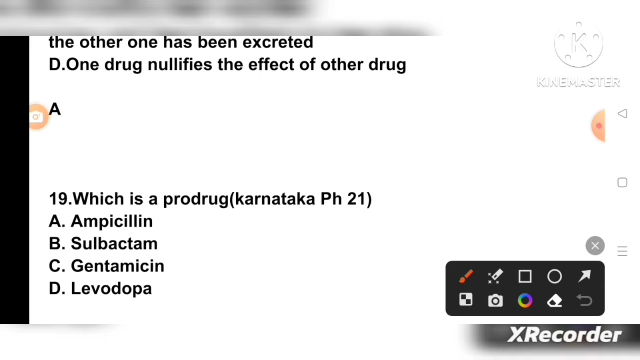 the other one has been excreted
D.One drug nullifies the effect of other drug
A
19.Which is a prodrug(karnataka Ph 21)
A. Ampicillin
B. Sulbactam
C. Gentamicin
D. Levodopa
K
KINEMASTER
XRecorder